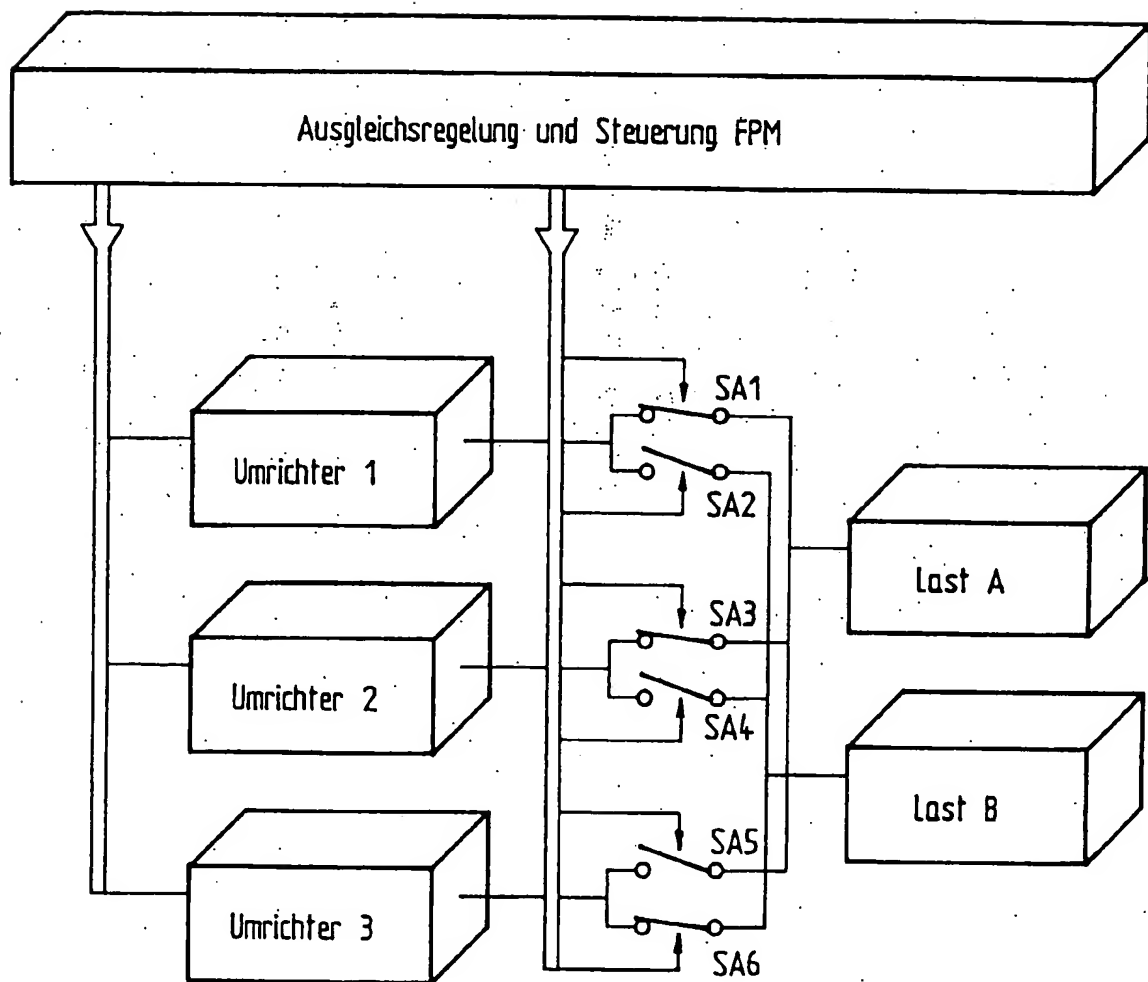 Ausgleichsregelung und Steuerung FPM
SA1
Umrichter 1
SA2
Last A
SA3
Umrichter 2
SA4
Last B
SA5
Umrichter 3
SA6